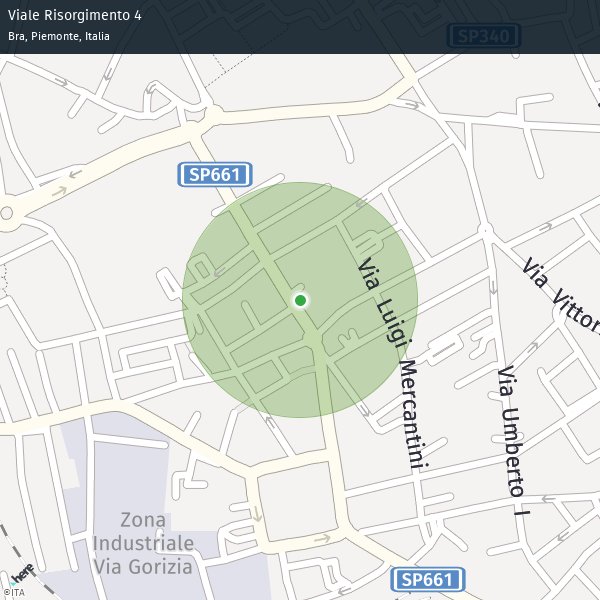 Viale Risorgimento 4
Bra, Piemonte, Italia
SP340
SP661
Via Luigi Mercantini
Via Vittor
Via Umberto I
Zona
Industriale
Via Gorizia
SP661
here
©ITA